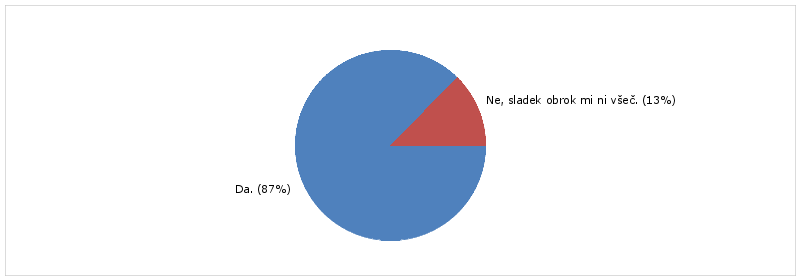 Ne, sladek obrok mi ni všeč. (13%)
Da. (87%)